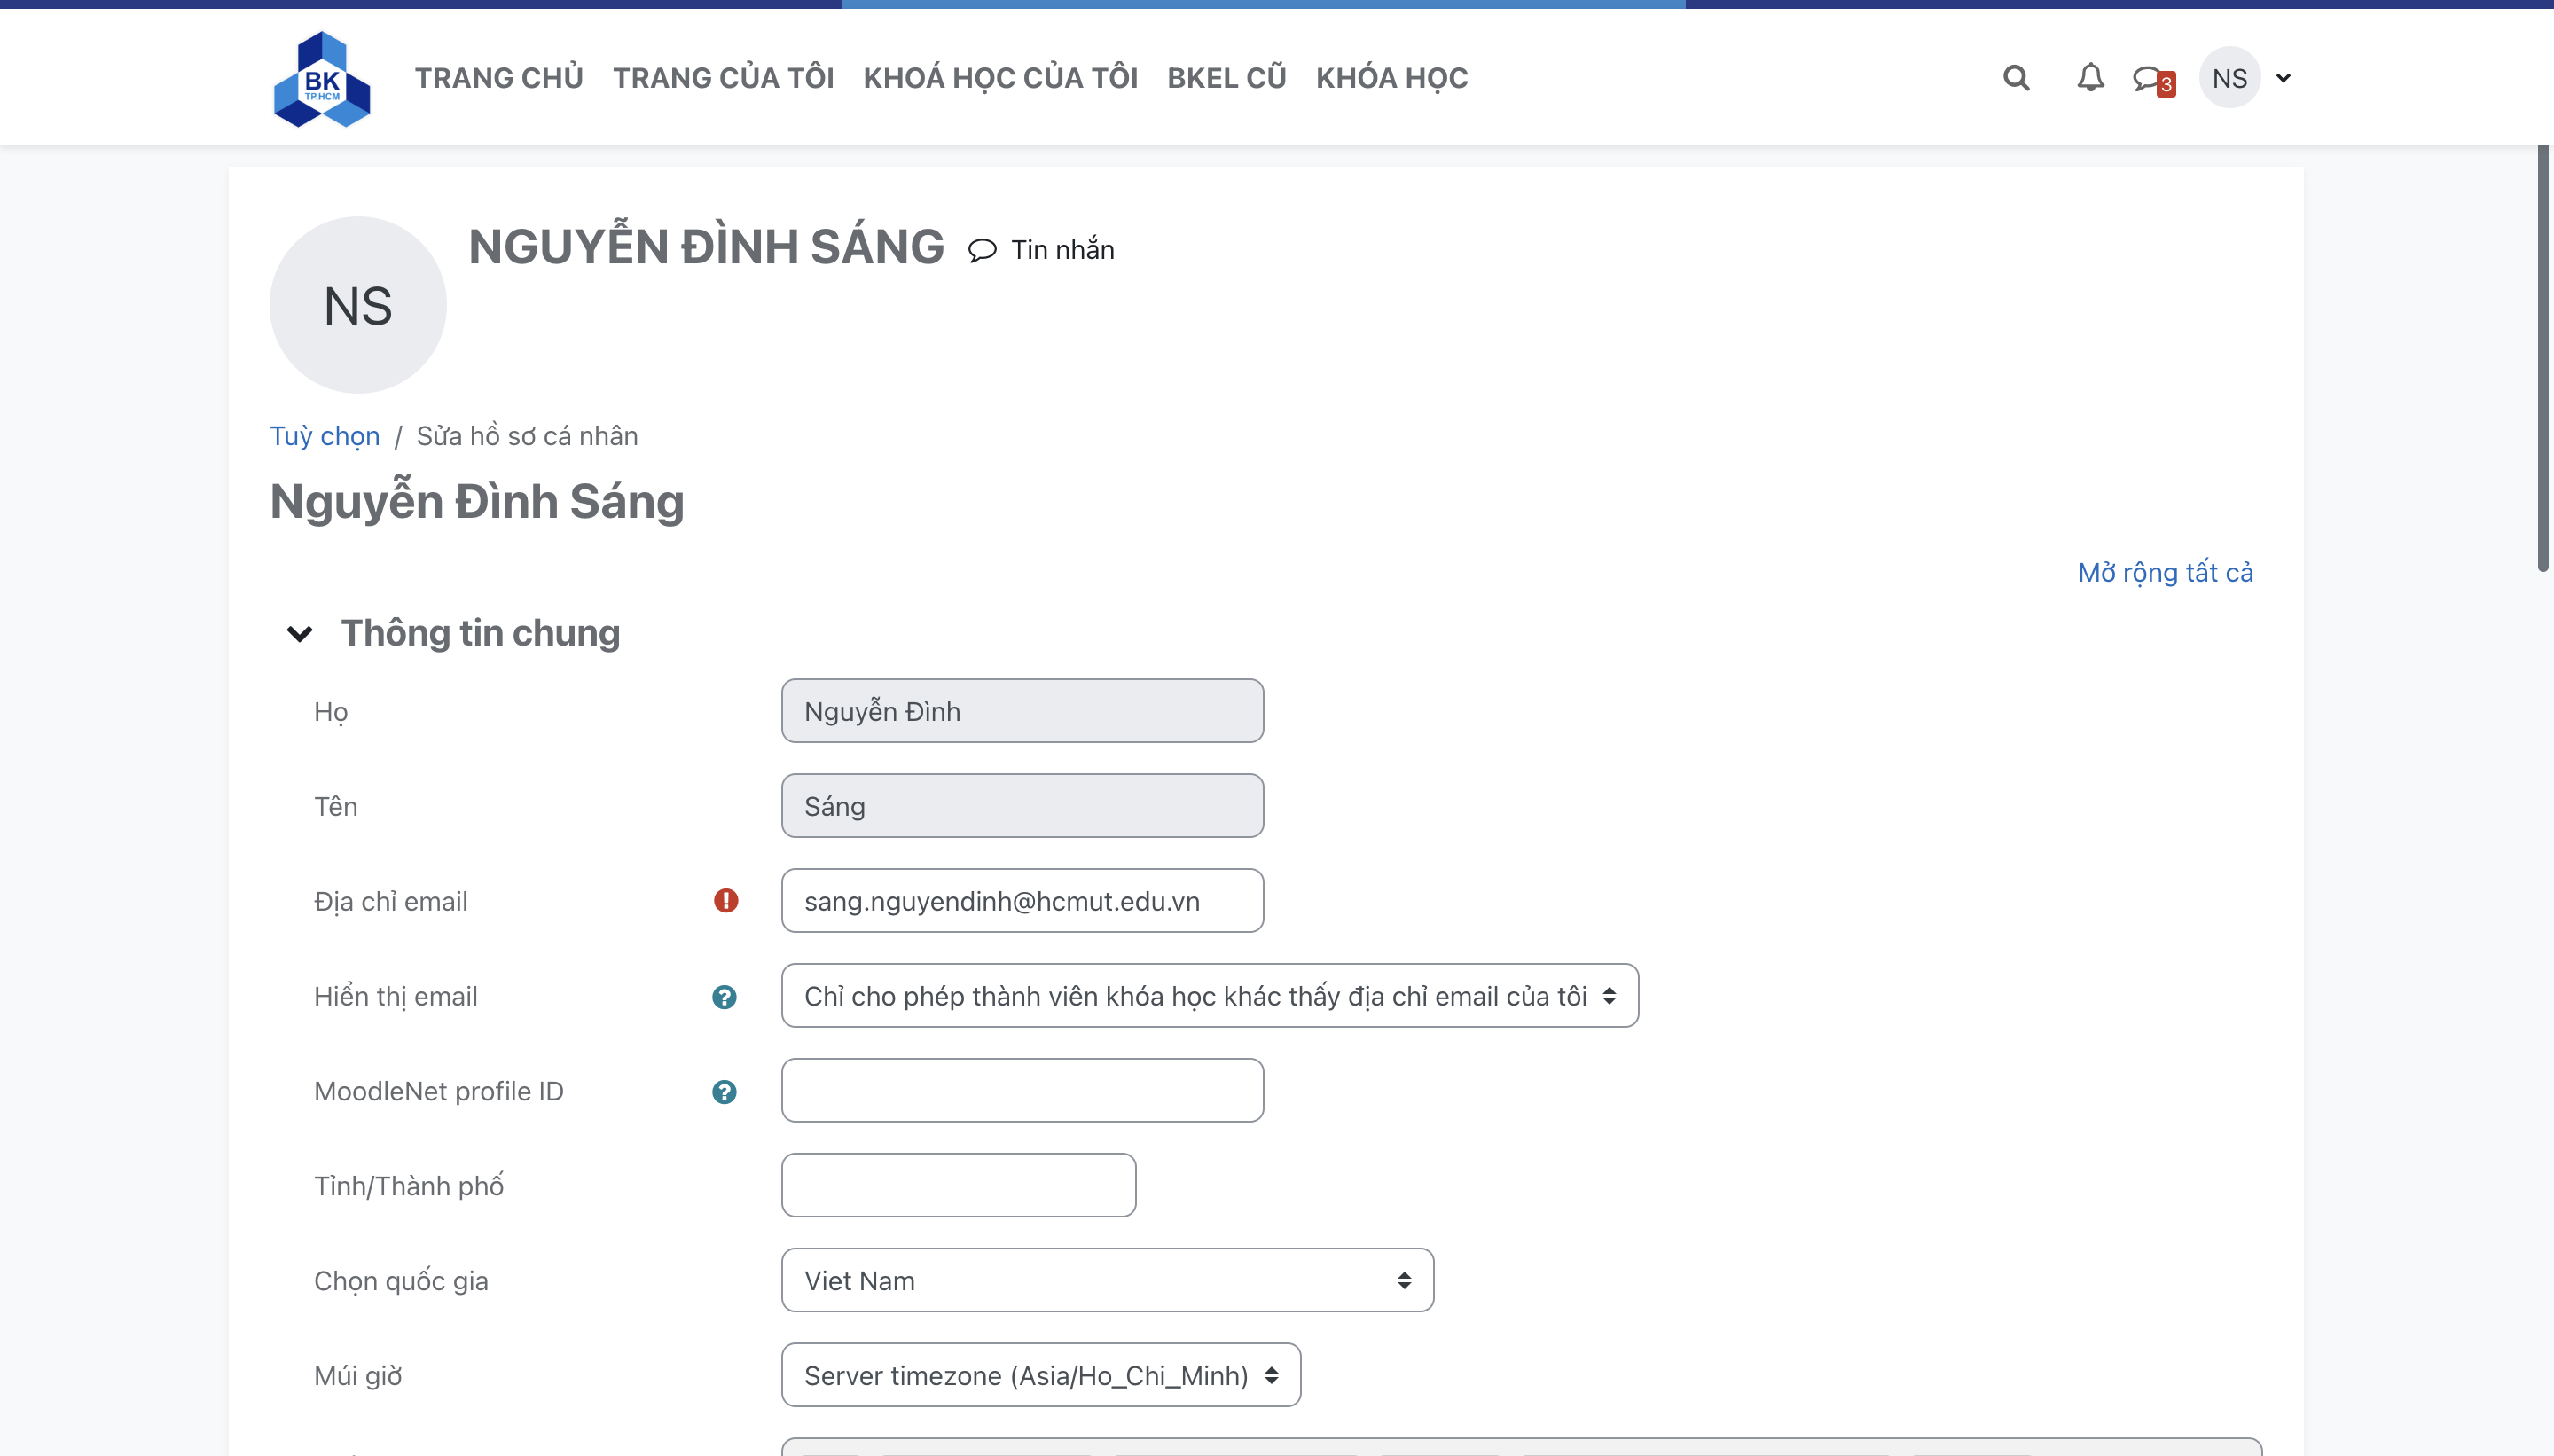 BK
TP.HCM
TRANG CHỦ TRANG CỦA TÔI KHOÁ HỌC CỦA TÔI BKEL CŨ KHÓA HỌC
3
NS
NS
NGUYỄN ĐÌNH SÁNG Tin nhắn
Tuỳ chọn / Sửa hồ sơ cá nhân
Nguyễn Đình Sáng
Mở rộng tất cả
Thông tin chung
Họ Nguyễn Đình
Tên Sáng
Địa chỉ email sang.nguyendinh@hcmut.edu.vn
Hiển thị email Chỉ cho phép thành viên khóa học khác thấy địa chỉ email của tôi
MoodleNet profile ID
Tỉnh/Thành phố
Chọn quốc gia Viet Nam
Múi giờ Server timezone (Asia/Ho_Chi_Minh)